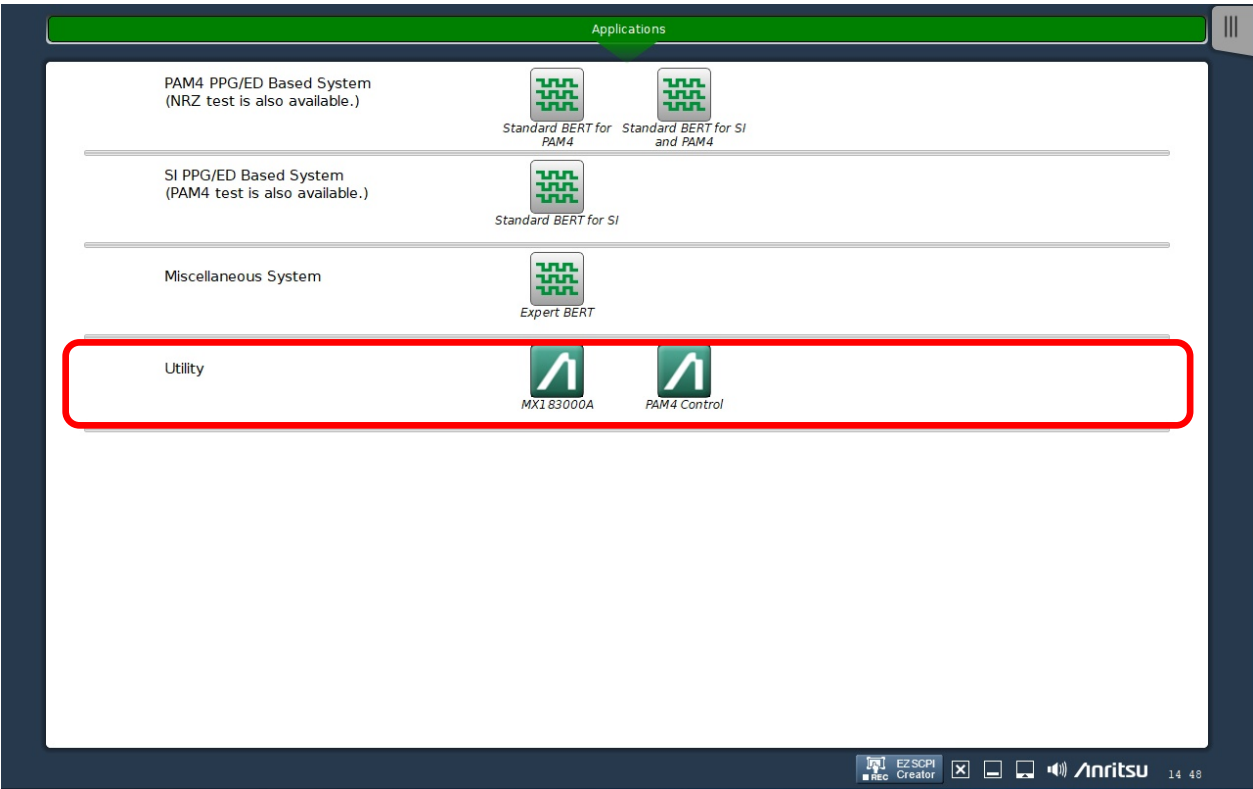 Applications
PAM4 PPG/ED Based System
(NRZ test is also available.)
Standard BERT for
PAM4
Standard BERT for SI
and PAM4
SI PPG/ED Based System
(PAM4 test is also available.)
Standard BERT for SI
Miscellaneous System
Expert BERT
Utility
MX183000A
PAM4 Control
REC
EZ SCPI
Creator
Anritsu
14 48